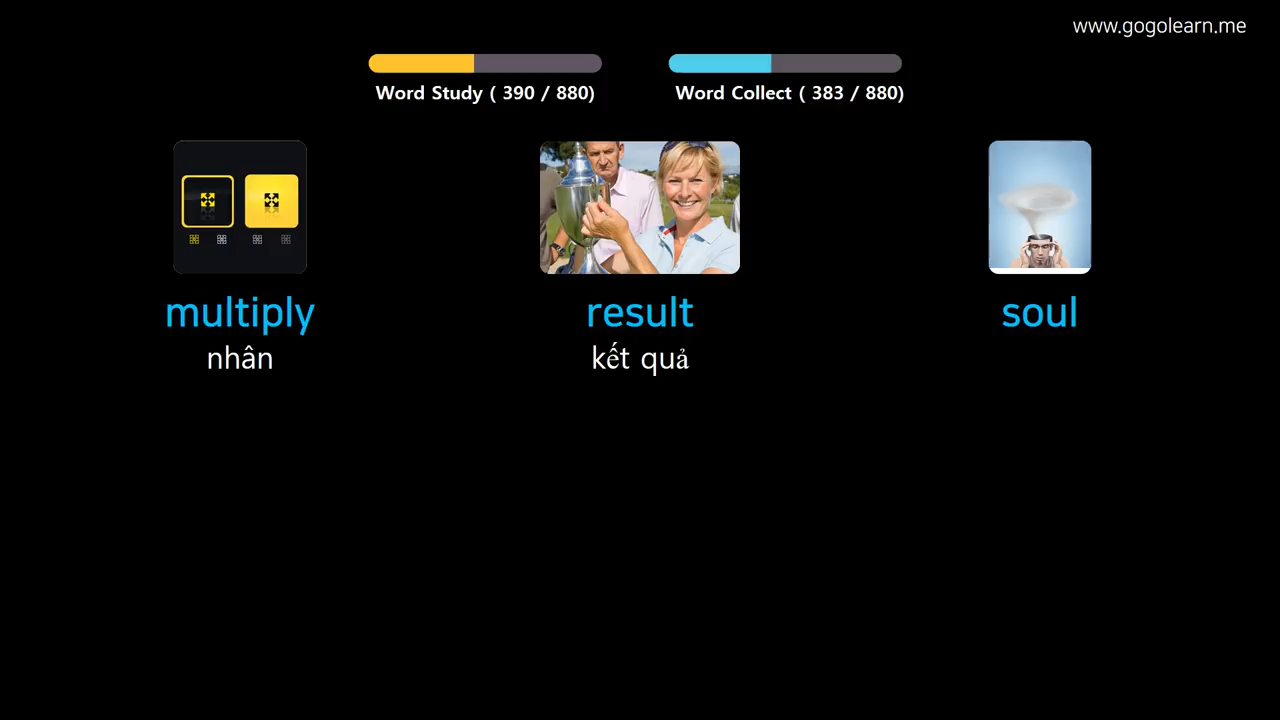 www.gogolearn.me
Word Study ( 390 / 880)
Word Collect ( 383 / 880)
multiply
nhân
result
kết quả
soul